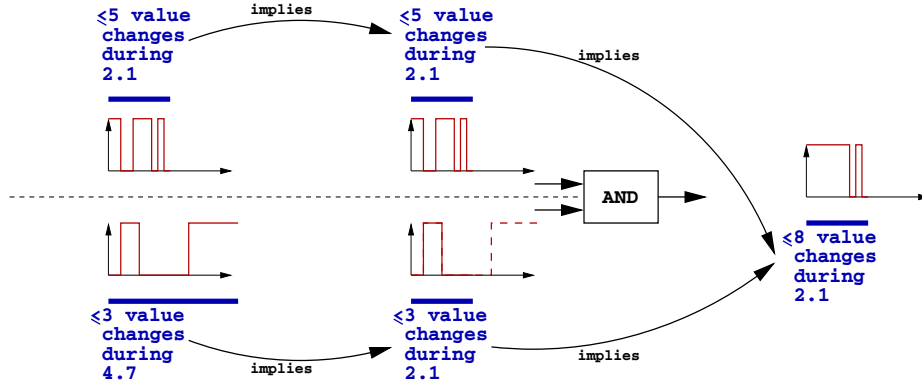 implies
⩽5 value
changes
during
2.1
⩽5 value
changes
during
2.1
implies
AND
⩽8 value
changes
during
2.1
⩽3 value
changes
during
4.7
⩽3 value
changes
during
2.1
implies
implies